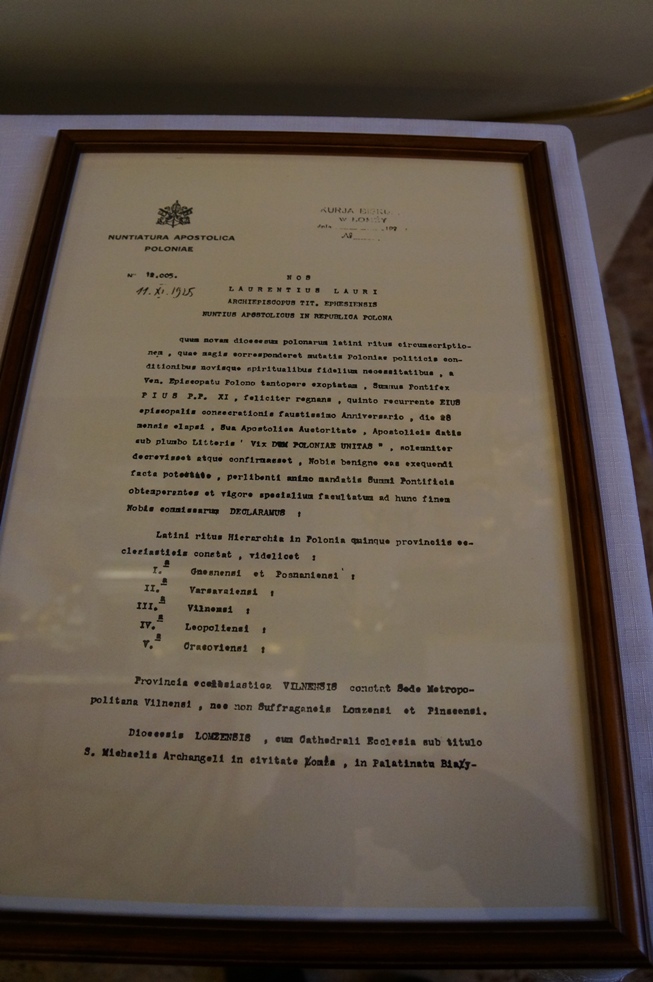 NUNTIATURA APOSTOLICA
POLONIAE
KURJA
W ŁOMŻY
N° 18.005.
11. XI. 1925
NOS
LAURENTIUS LAURI
ARCHIEPISCOPUS TIT. EPHESIENSIS
NUNTIUS APOSTOLICUS IN REPUBLICA POLONA
quum novam dioecesum polonarum latini ritus circumscriptio-
nem , quae magis corresponderet mutatis Poloniae politicis con-
ditionibus novisque spiritualibus fidelium necessitatibus , a
Ven. Episcopatu Polono tantopere exoptatam , Summus Pontifex
PIUS P.P. XI , feliciter regnans , quinto recurrente EIUS
episcopalis consecrationis faustissimo Anniversario , die 28
mensis elapsi , Sua Apostolica Auctoritate , Apostolicis datis
sub plumbo Litteris " Vix DUM POLONIAE UNITAS " , solemniter
decrevisset atque confirmasset , Nobis benigne eas exequendi
facta potestate , perlibenti animo mandatis Summi Pontificis
obtemperantes et vigore specialium facultatum ad hunc finem
Nobis commissarum DECLARAMUS :
Latini ritus Hierarchia in Polonia quinque provinciis ec-
clesiasticis constat , videlicet :
I.a Gnesnensi et Posnaniensi ;
II.a Varsaviensi ;
III.a Vilnensi ;
IV.a Leopoliensi ;
V.a Cracoviensi :
Provincia ecclesiastica VILNENSIS constat Sede Metropo-
politana Vilnensi , nec non Suffraganeis Lomzensi et Pinscensi.
Dioecesis LOMZENSIS , cum Cathedrali Ecclesia sub titulo
S. Michaelis Archangeli in civitate Łomża , in Palatinatu Biały-